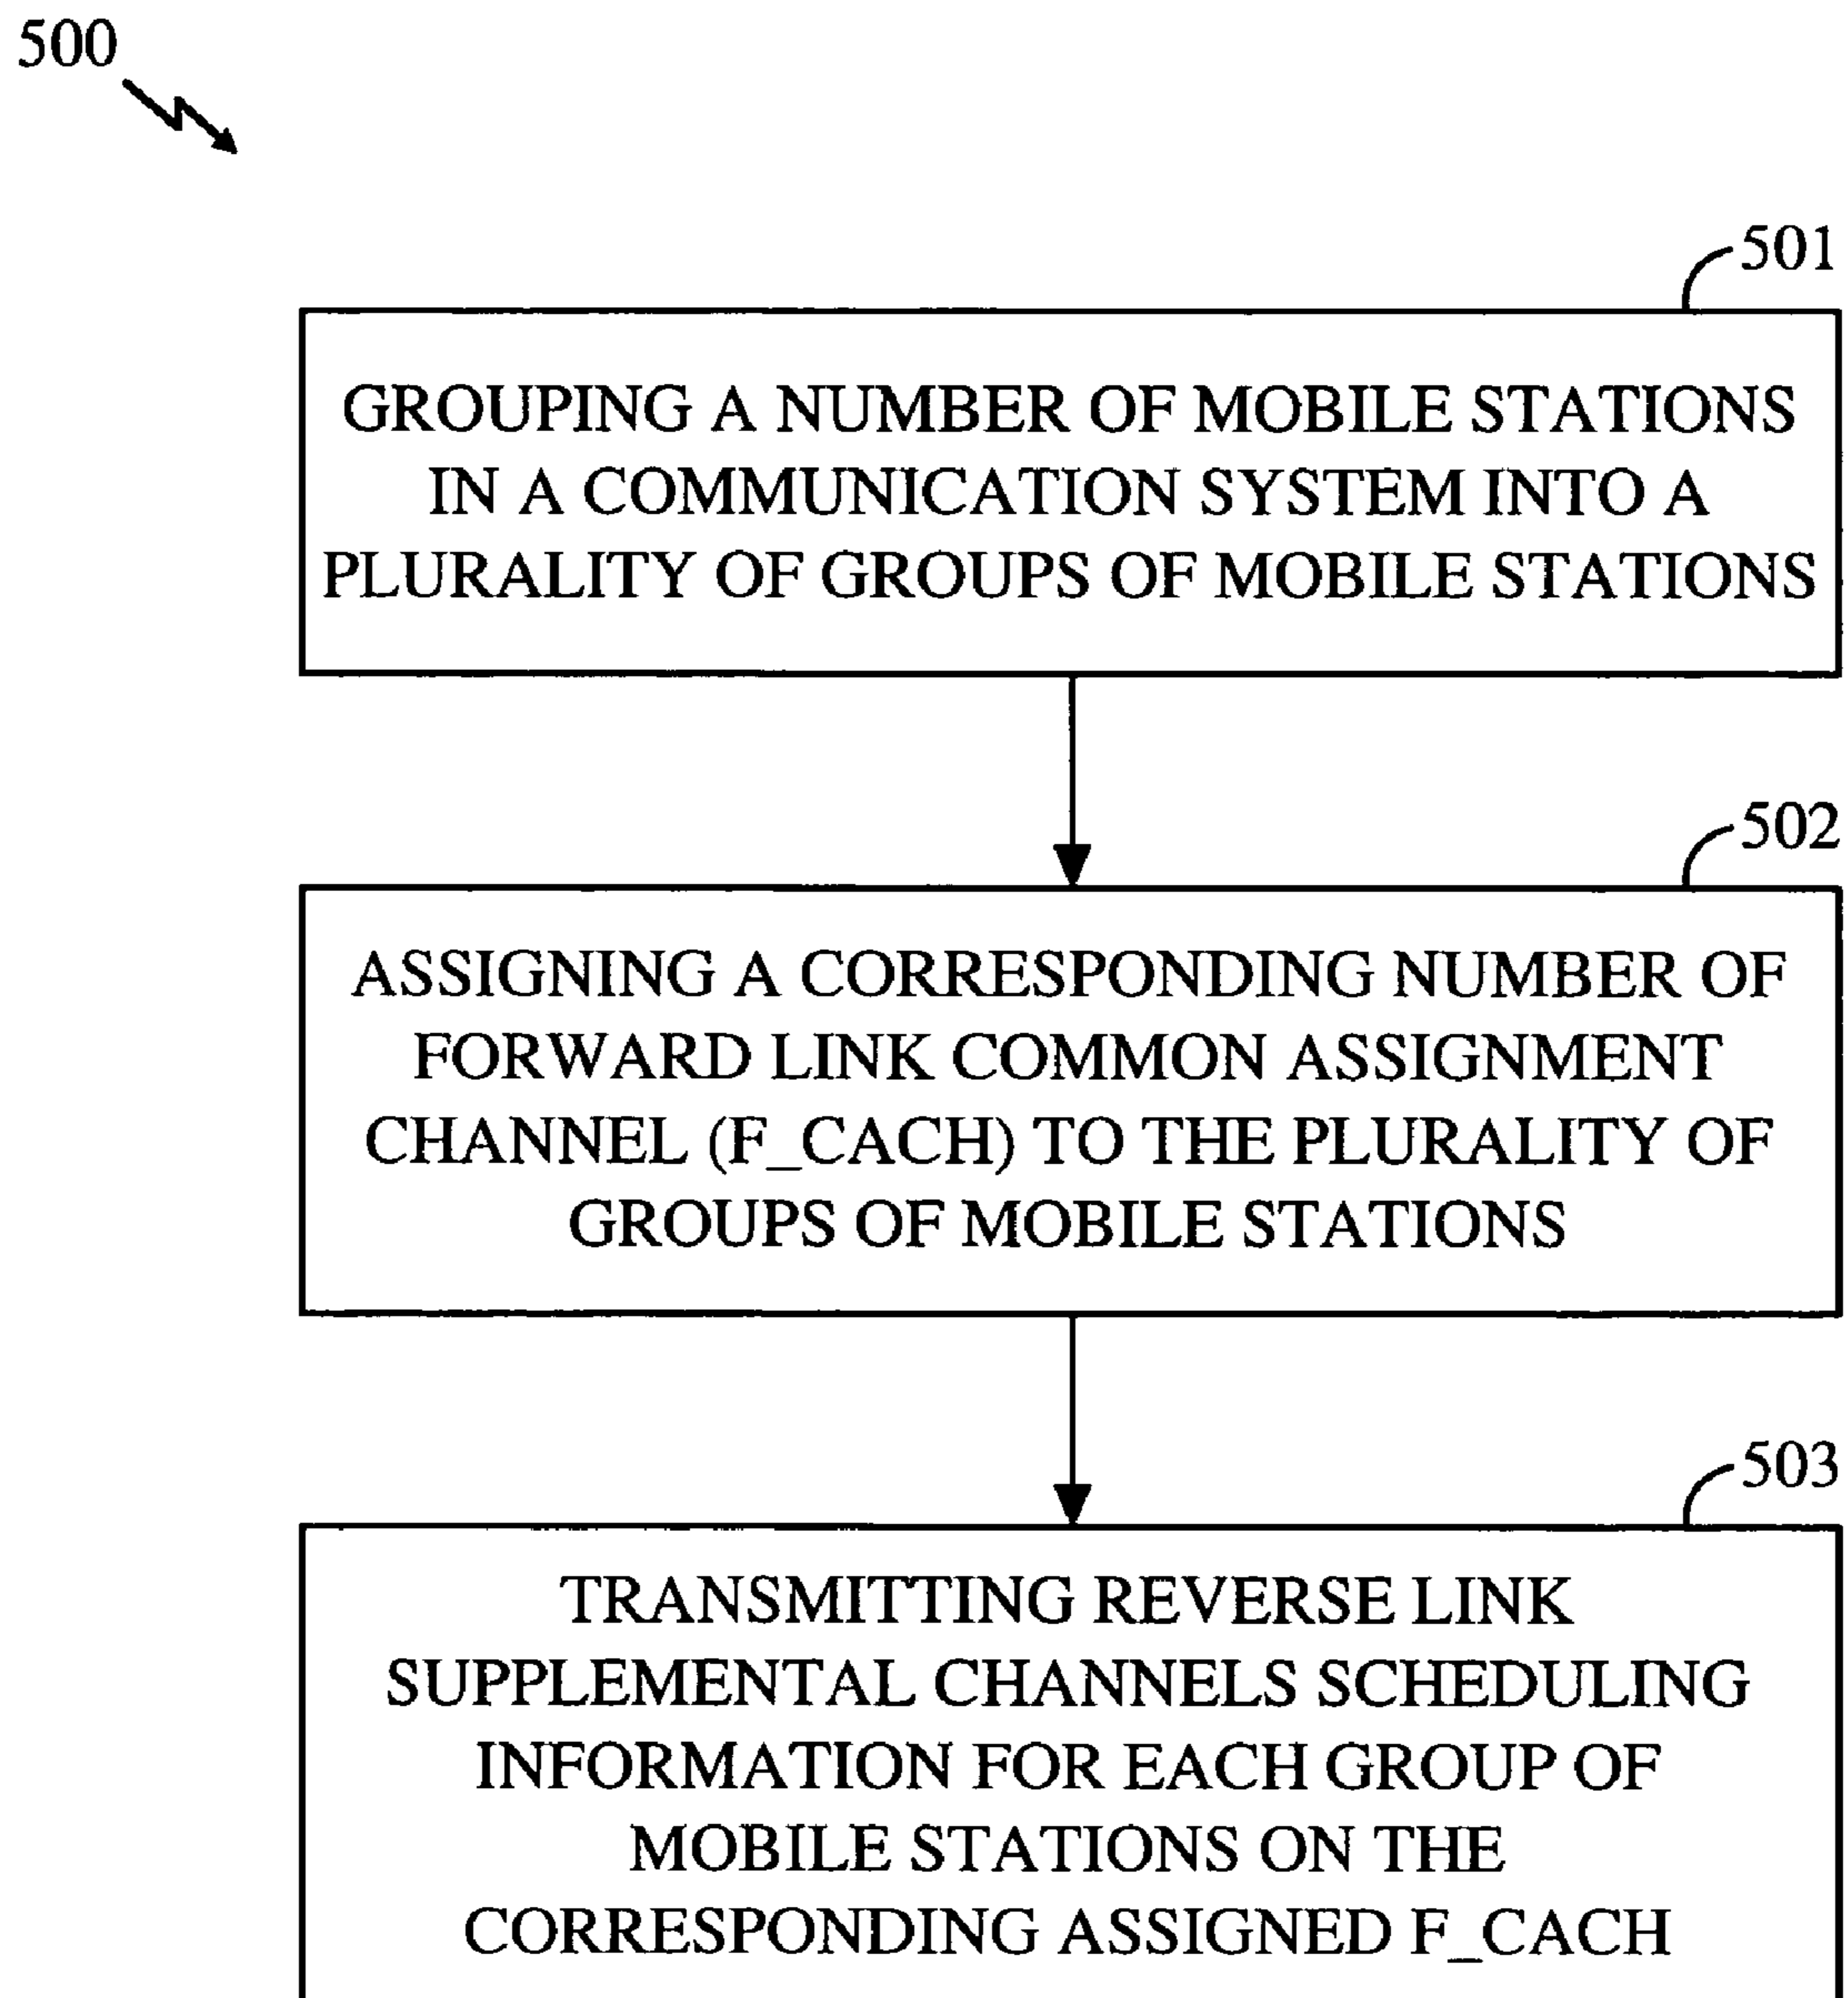 500
501
GROUPING A NUMBER OF MOBILE STATIONS
IN A COMMUNICATION SYSTEM INTO A
PLURALITY OF GROUPS OF MOBILE STATIONS
502
ASSIGNING A CORRESPONDING NUMBER OF
FORWARD LINK COMMON ASSIGNMENT
CHANNEL (F_CACH) TO THE PLURALITY OF
GROUPS OF MOBILE STATIONS
503
TRANSMITTING REVERSE LINK
SUPPLEMENTAL CHANNELS SCHEDULING
INFORMATION FOR EACH GROUP OF
MOBILE STATIONS ON THE
CORRESPONDING ASSIGNED F_CACH